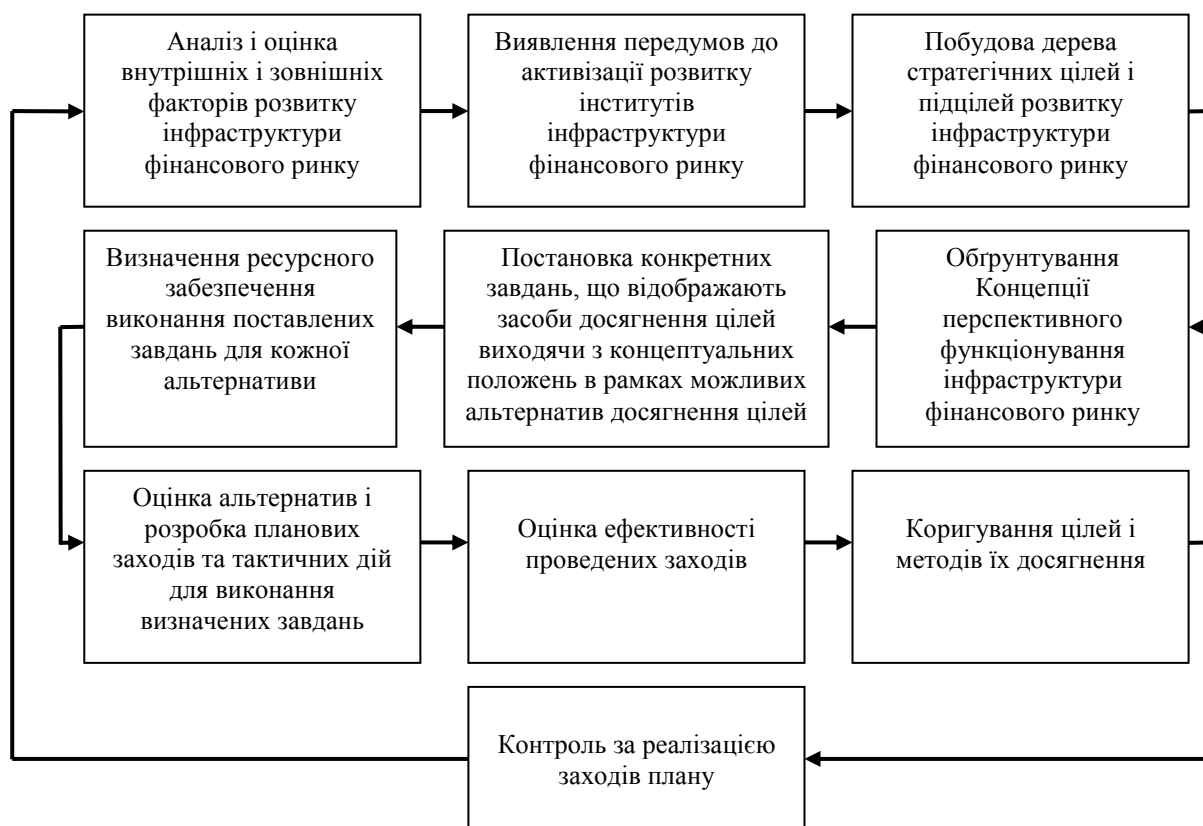 Аналіз і оцінка
внутрішніх і зовнішніх
факторів розвитку
інфраструктури
фінансового ринку
Виявлення передумов до
активізації розвитку
інститутів
інфраструктури
фінансового ринку
Побудова дерева
стратегічних цілей і
підцілей розвитку
інфраструктури
фінансового ринку
Обґрунтування
Концепції
перспективного
функціонування
інфраструктури
фінансового ринку
Постановка конкретних
завдань, що відображають
засоби досягнення цілей
виходячи з концептуальних
положень в рамках можливих
альтернатив досягнення цілей
Визначення ресурсного
забезпечення
виконання поставлених
завдань для кожної
альтернативи
Оцінка альтернатив і
розробка планових
заходів та тактичних дій
для виконання
визначених завдань
Оцінка ефективності
проведених заходів
Коригування цілей і
методів їх досягнення
Контроль за реалізацією
заходів плану